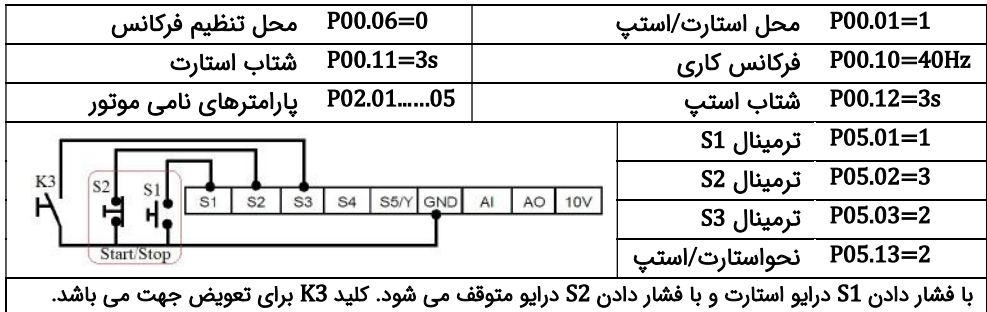 P00.01=1 محل استارت/استپ P00.06=0 محل تنظیم فرکانس
P00.10=40Hz فرکانس کاری P00.11=3s شتاب استارت
P00.12=3s شتاب استپ P02.01......05 پارامترهای نامی موتور
P05.01=1 ترمینال S1
P05.02=3 ترمینال S2
P05.03=2 ترمینال S3
P05.13=2 نحواستارت/استپ
K3 S2 S1
S1 S2 S3 S4 S5/Y GND AI AO 10V
Start/Stop
با فشار دادن S1 درایو استارت و با فشار دادن S2 درایو متوقف می شود. کلید K3 برای تعویض جهت می باشد.